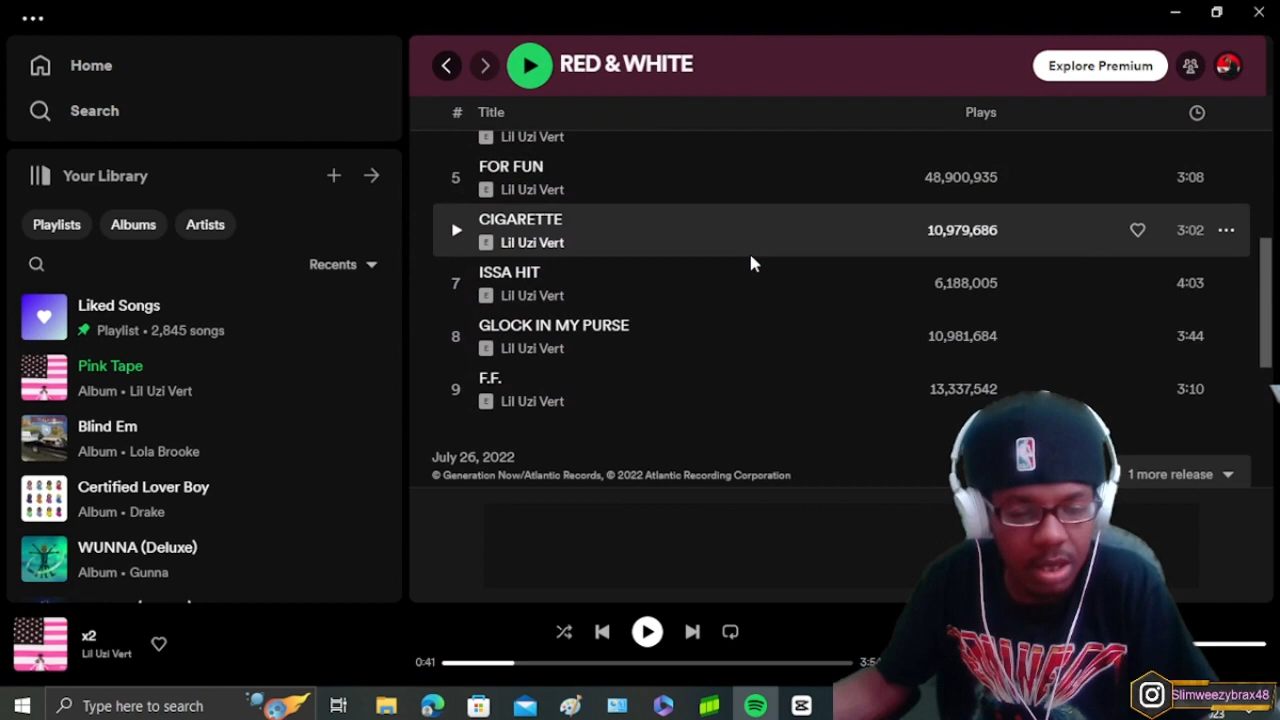 Home
Search
Your Library
Playlists
Albums
Artists
Recents
Liked Songs
Playlist • 2,845 songs
Pink Tape
Album • Lil Uzi Vert
Blind Em
Album • Lola Brooke
Certified Lover Boy
Album • Drake
WUNNA (Deluxe)
Album • Gunna
RED & WHITE
Explore Premium
# Title Plays
E Lil Uzi Vert
5 FOR FUN 48,900,935 3:08
E Lil Uzi Vert
CIGARETTE 10,979,686 3:02
E Lil Uzi Vert
7 ISSA HIT 6,188,005 4:03
E Lil Uzi Vert
8 GLOCK IN MY PURSE 10,981,684 3:44
E Lil Uzi Vert
9 F.F. 13,337,542 3:10
E Lil Uzi Vert
July 26, 2022
© Generation Now/Atlantic Records, ℗ 2022 Atlantic Recording Corporation
1 more release
x2
Lil Uzi Vert
0:41
Type here to search
Slimweezybrax48